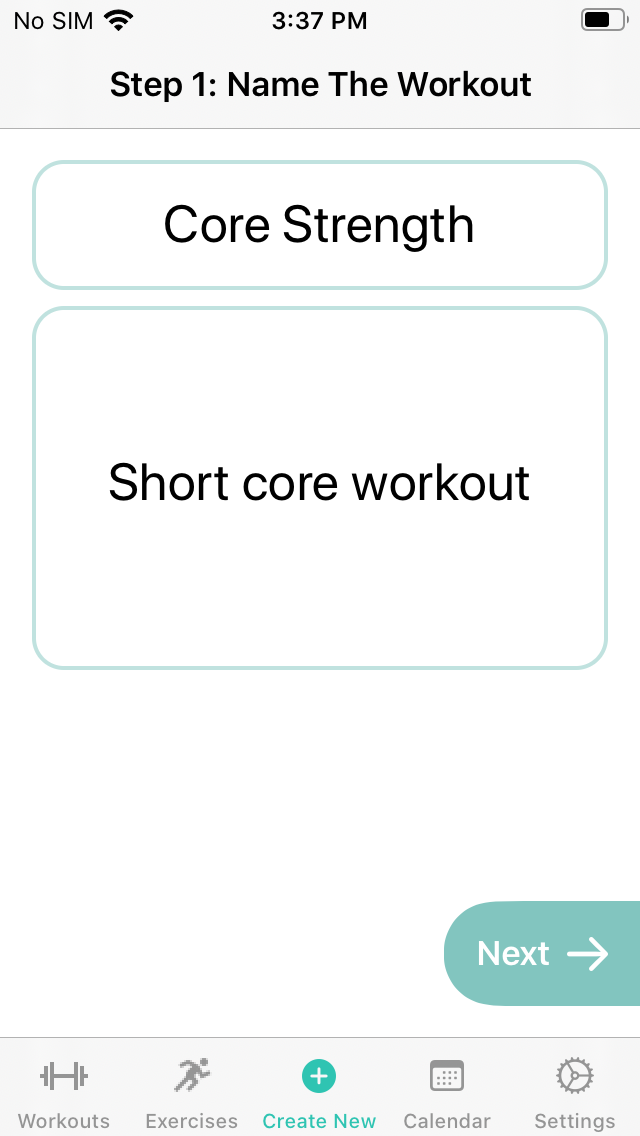 No SIM 3:37 PM
Step 1: Name The Workout
Core Strength
Short core workout
Next
Workouts Exercises Create New Calendar Settings